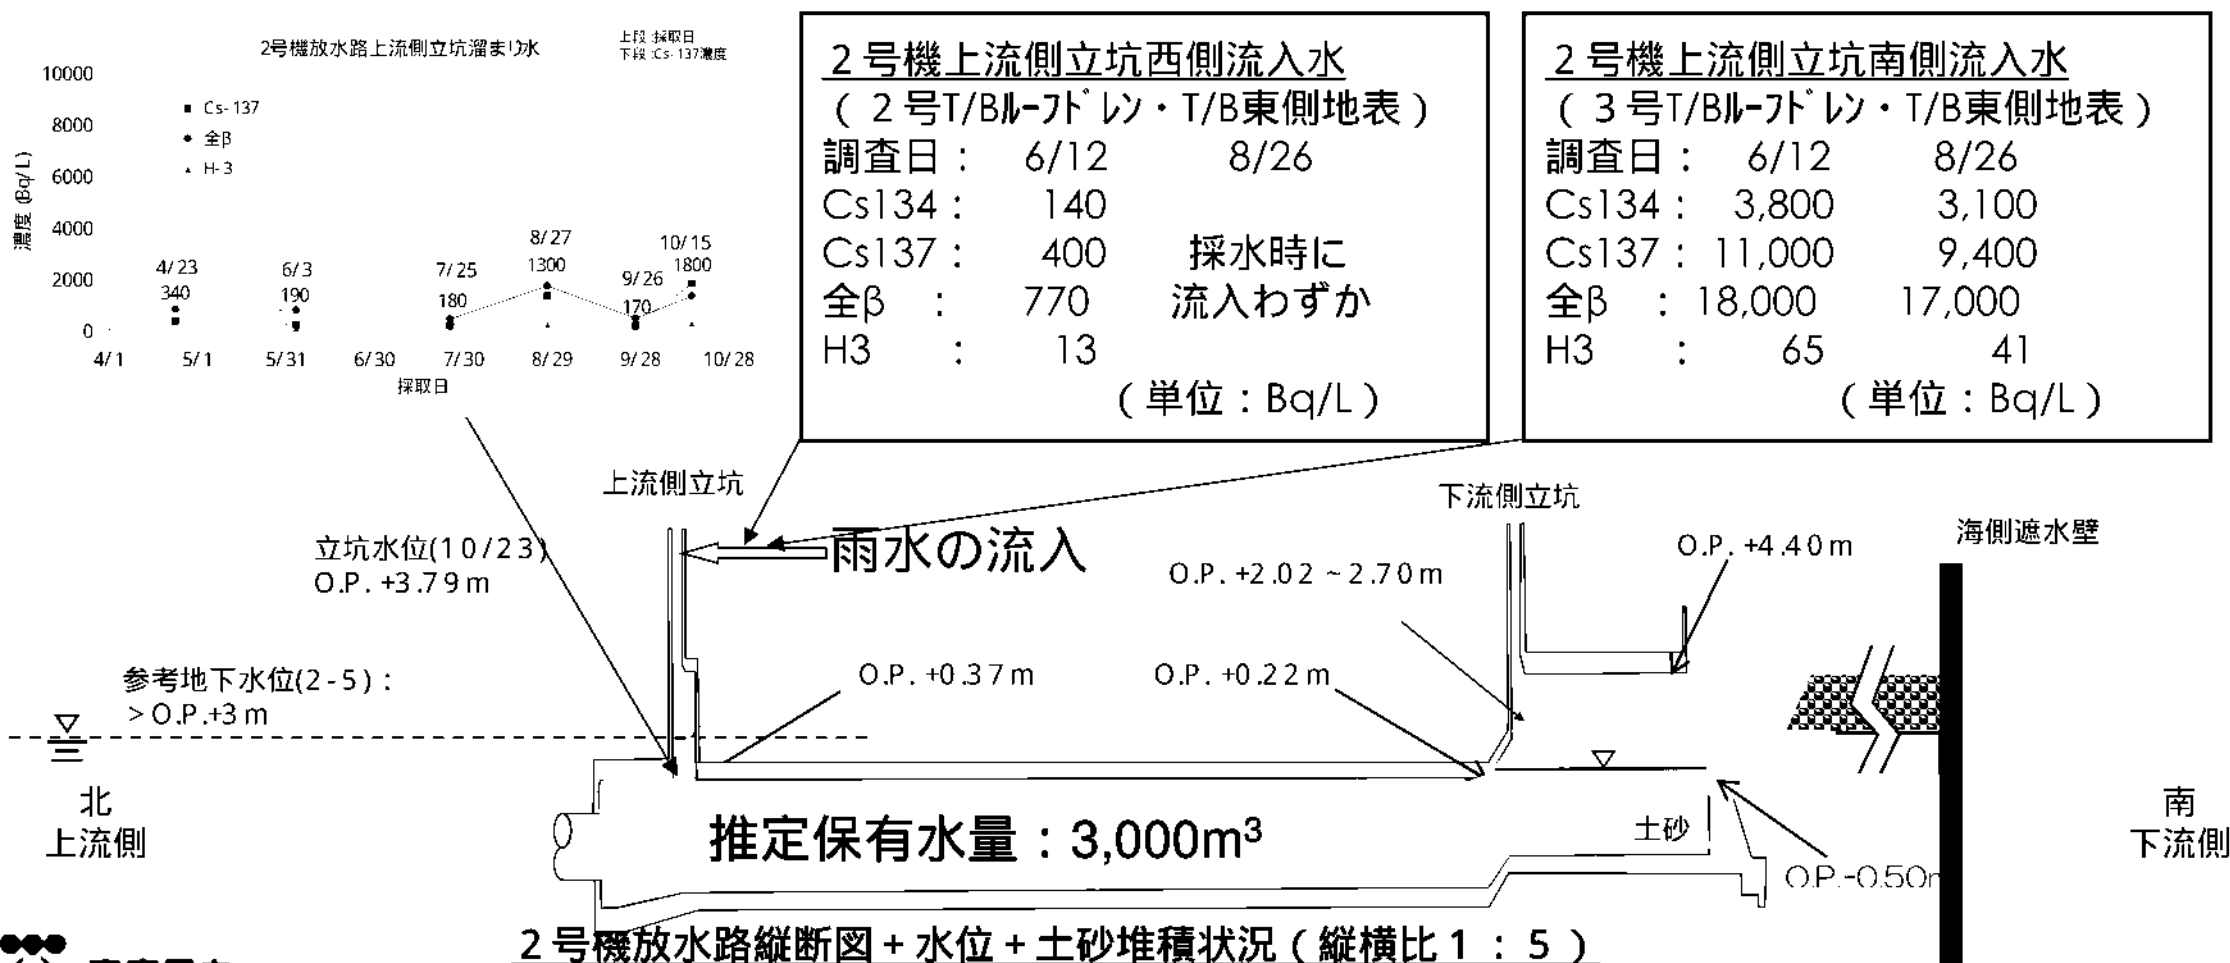 2号機放水路上流側立坑溜まり水
上段:採取日
下段:Cs-137濃度
10000
8000
6000
4000
2000
0
濃度(Bq/L)
Cs-137
全β
H-3
4/23
340
6/3
190
7/25
180
8/27
1300
9/26
170
10/15
1800
4/1 5/1 5/31 6/30 7/30 8/29 9/28 10/28
採取日
2号機上流側立坑西側流入水
(2号T/Bルーフドレン・T/B東側地表)
調査日: 6/12 8/26
Cs134: 140
Cs137: 400 採水時に
全β : 770 流入わずか
H3 : 13
(単位:Bq/L)
2号機上流側立坑南側流入水
(3号T/Bルーフドレン・T/B東側地表)
調査日: 6/12 8/26
Cs134: 3,800 3,100
Cs137: 11,000 9,400
全β : 18,000 17,000
H3 : 65 41
(単位:Bq/L)
上流側立坑
下流側立坑
海側遮水壁
立坑水位(10/23)
O.P. +3.79m
雨水の流入
O.P. +2.02~2.70m
O.P. +4.40m
参考地下水位(2-5):
>O.P.+3m
O.P. +0.37m
O.P. +0.22m
北
上流側
推定保有水量:3,000m³
土砂
O.P.-0.50m
南
下流側
2号機放水路縦断図+水位+土砂堆積状況(縦横比1:5)